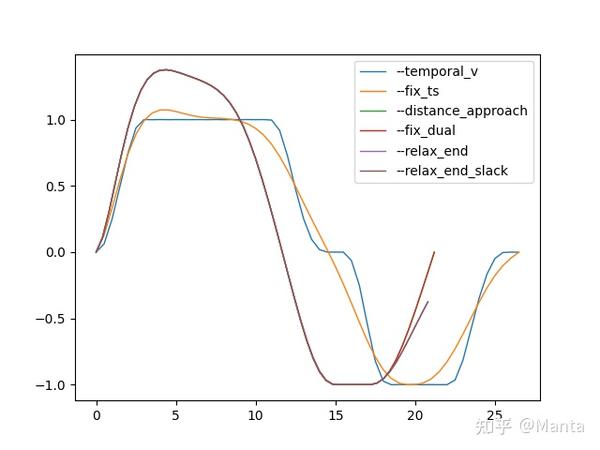 --temporal_v
--fix_ts
--distance_approach
--fix_dual
--relax_end
--relax_end_slack
1.0
0.5
0.0
−0.5
−1.0
0 5 10 15 20 25
知乎 @Manta